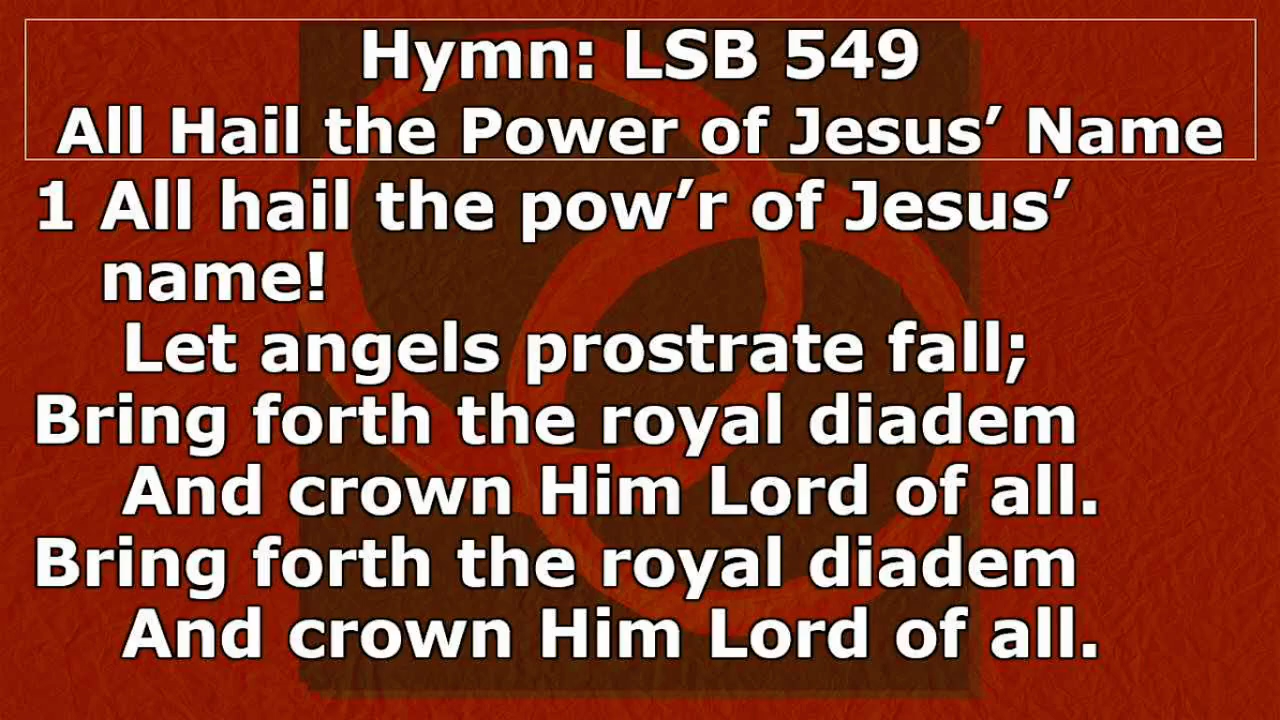 Hymn: LSB 549
All Hail the Power of Jesus’ Name
1 All hail the pow’r of Jesus’
name!
Let angels prostrate fall;
Bring forth the royal diadem
And crown Him Lord of all.
Bring forth the royal diadem
And crown Him Lord of all.